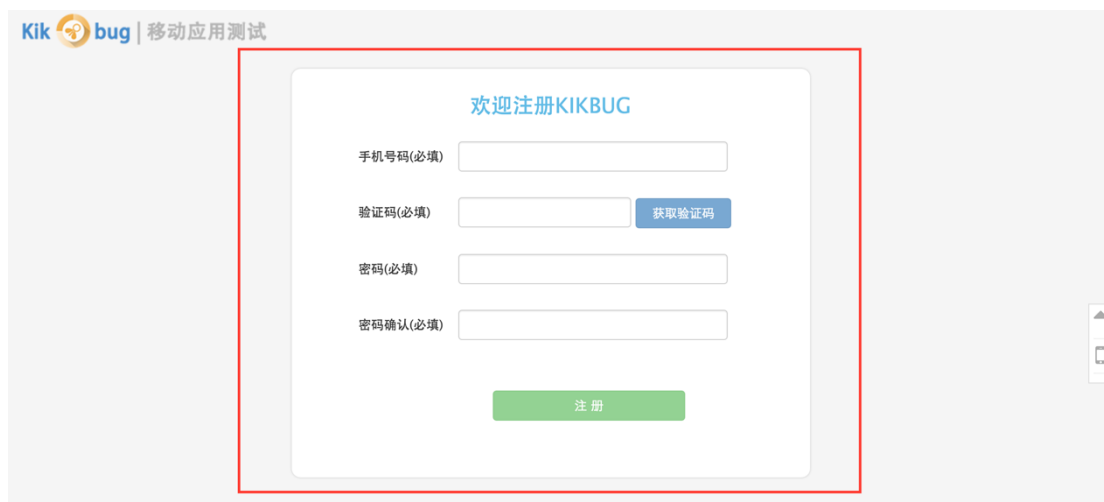 Kik bug | 移动应用测试
欢迎注册KIKBUG
手机号码(必填)
验证码(必填) 获取验证码
密码(必填)
密码确认(必填)
注 册